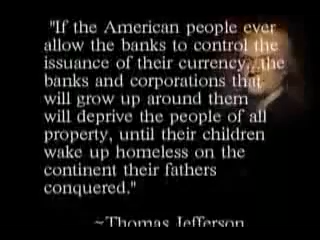 "If the American people ever
allow the banks to control the
issuance of their currency...the
banks and corporations that
will grow up around them
will deprive the people of all
property, until their children
wake up homeless on the
continent their fathers
conquered."
~Thomas Jefferson